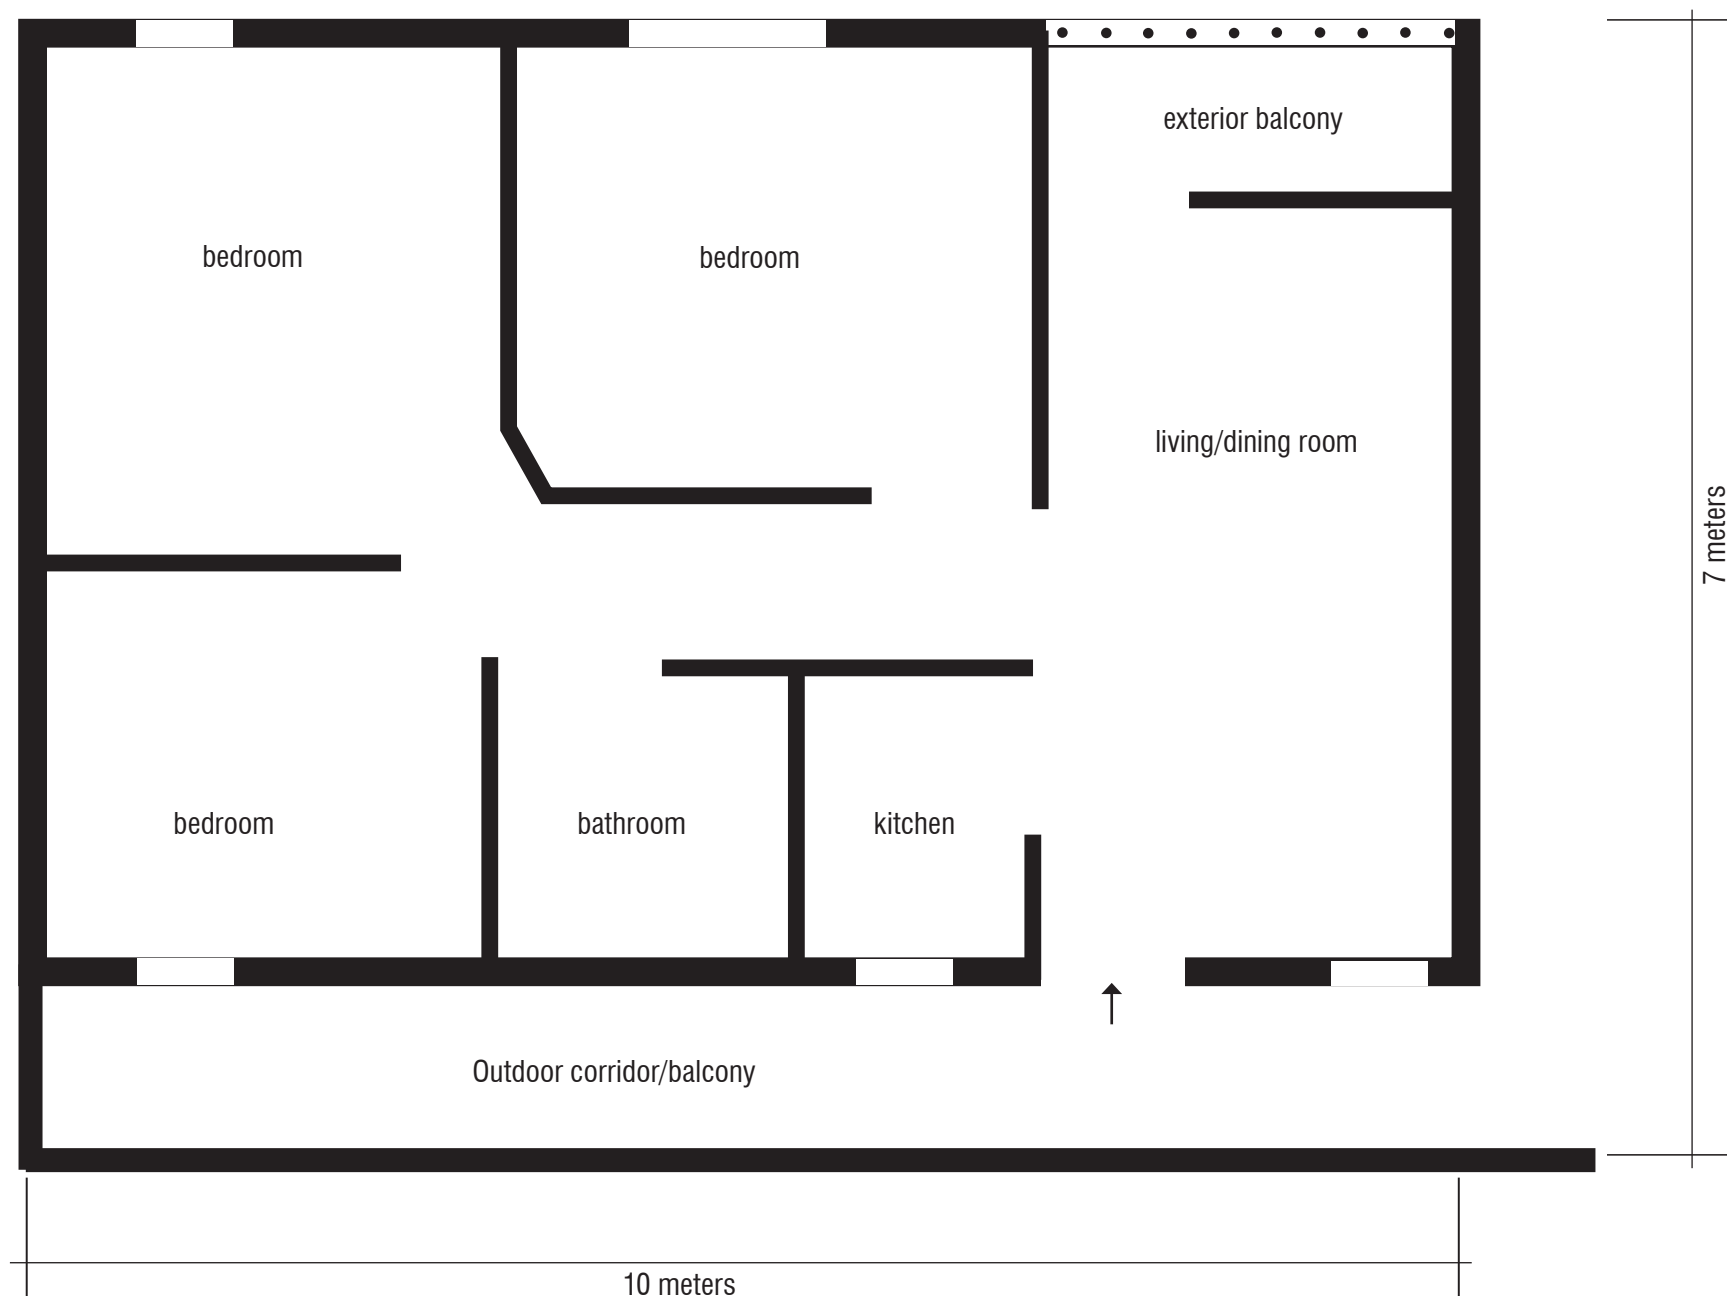 exterior balcony
bedroom
bedroom
living/dining room
7 meters
bedroom
bathroom
kitchen
Outdoor corridor/balcony
10 meters